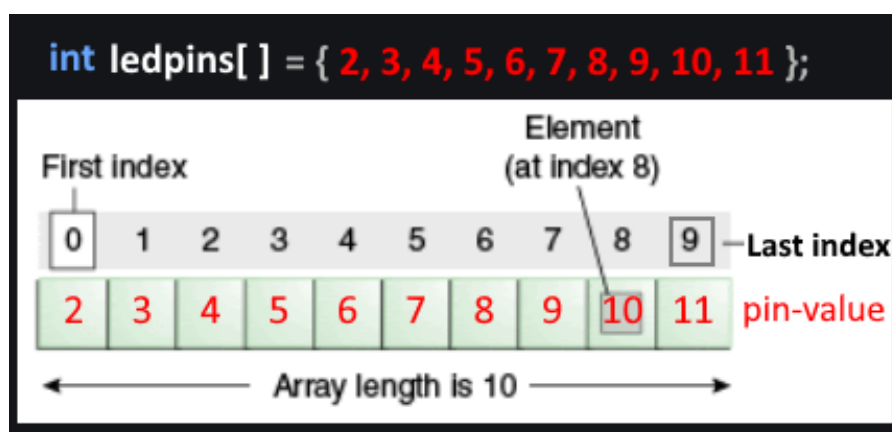 int ledpins[ ] = { 2, 3, 4, 5, 6, 7, 8, 9, 10, 11 };
Element
First index
(at index 8)
0 1 2 3 4 5 6 7 8 9 Last index
2 3 4 5 6 7 8 9 10 11 pin-value
Array length is 10